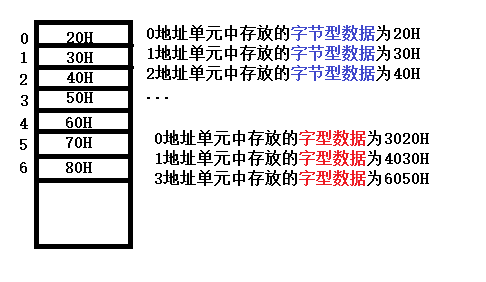 0 20H
1 30H
2 40H
3 50H
4 60H
5 70H
6 80H
0地址单元中存放的字节型数据为20H
1地址单元中存放的字节型数据为30H
2地址单元中存放的字节型数据为40H
...
0地址单元中存放的字型数据为3020H
1地址单元中存放的字型数据为4030H
3地址单元中存放的字型数据为6050H